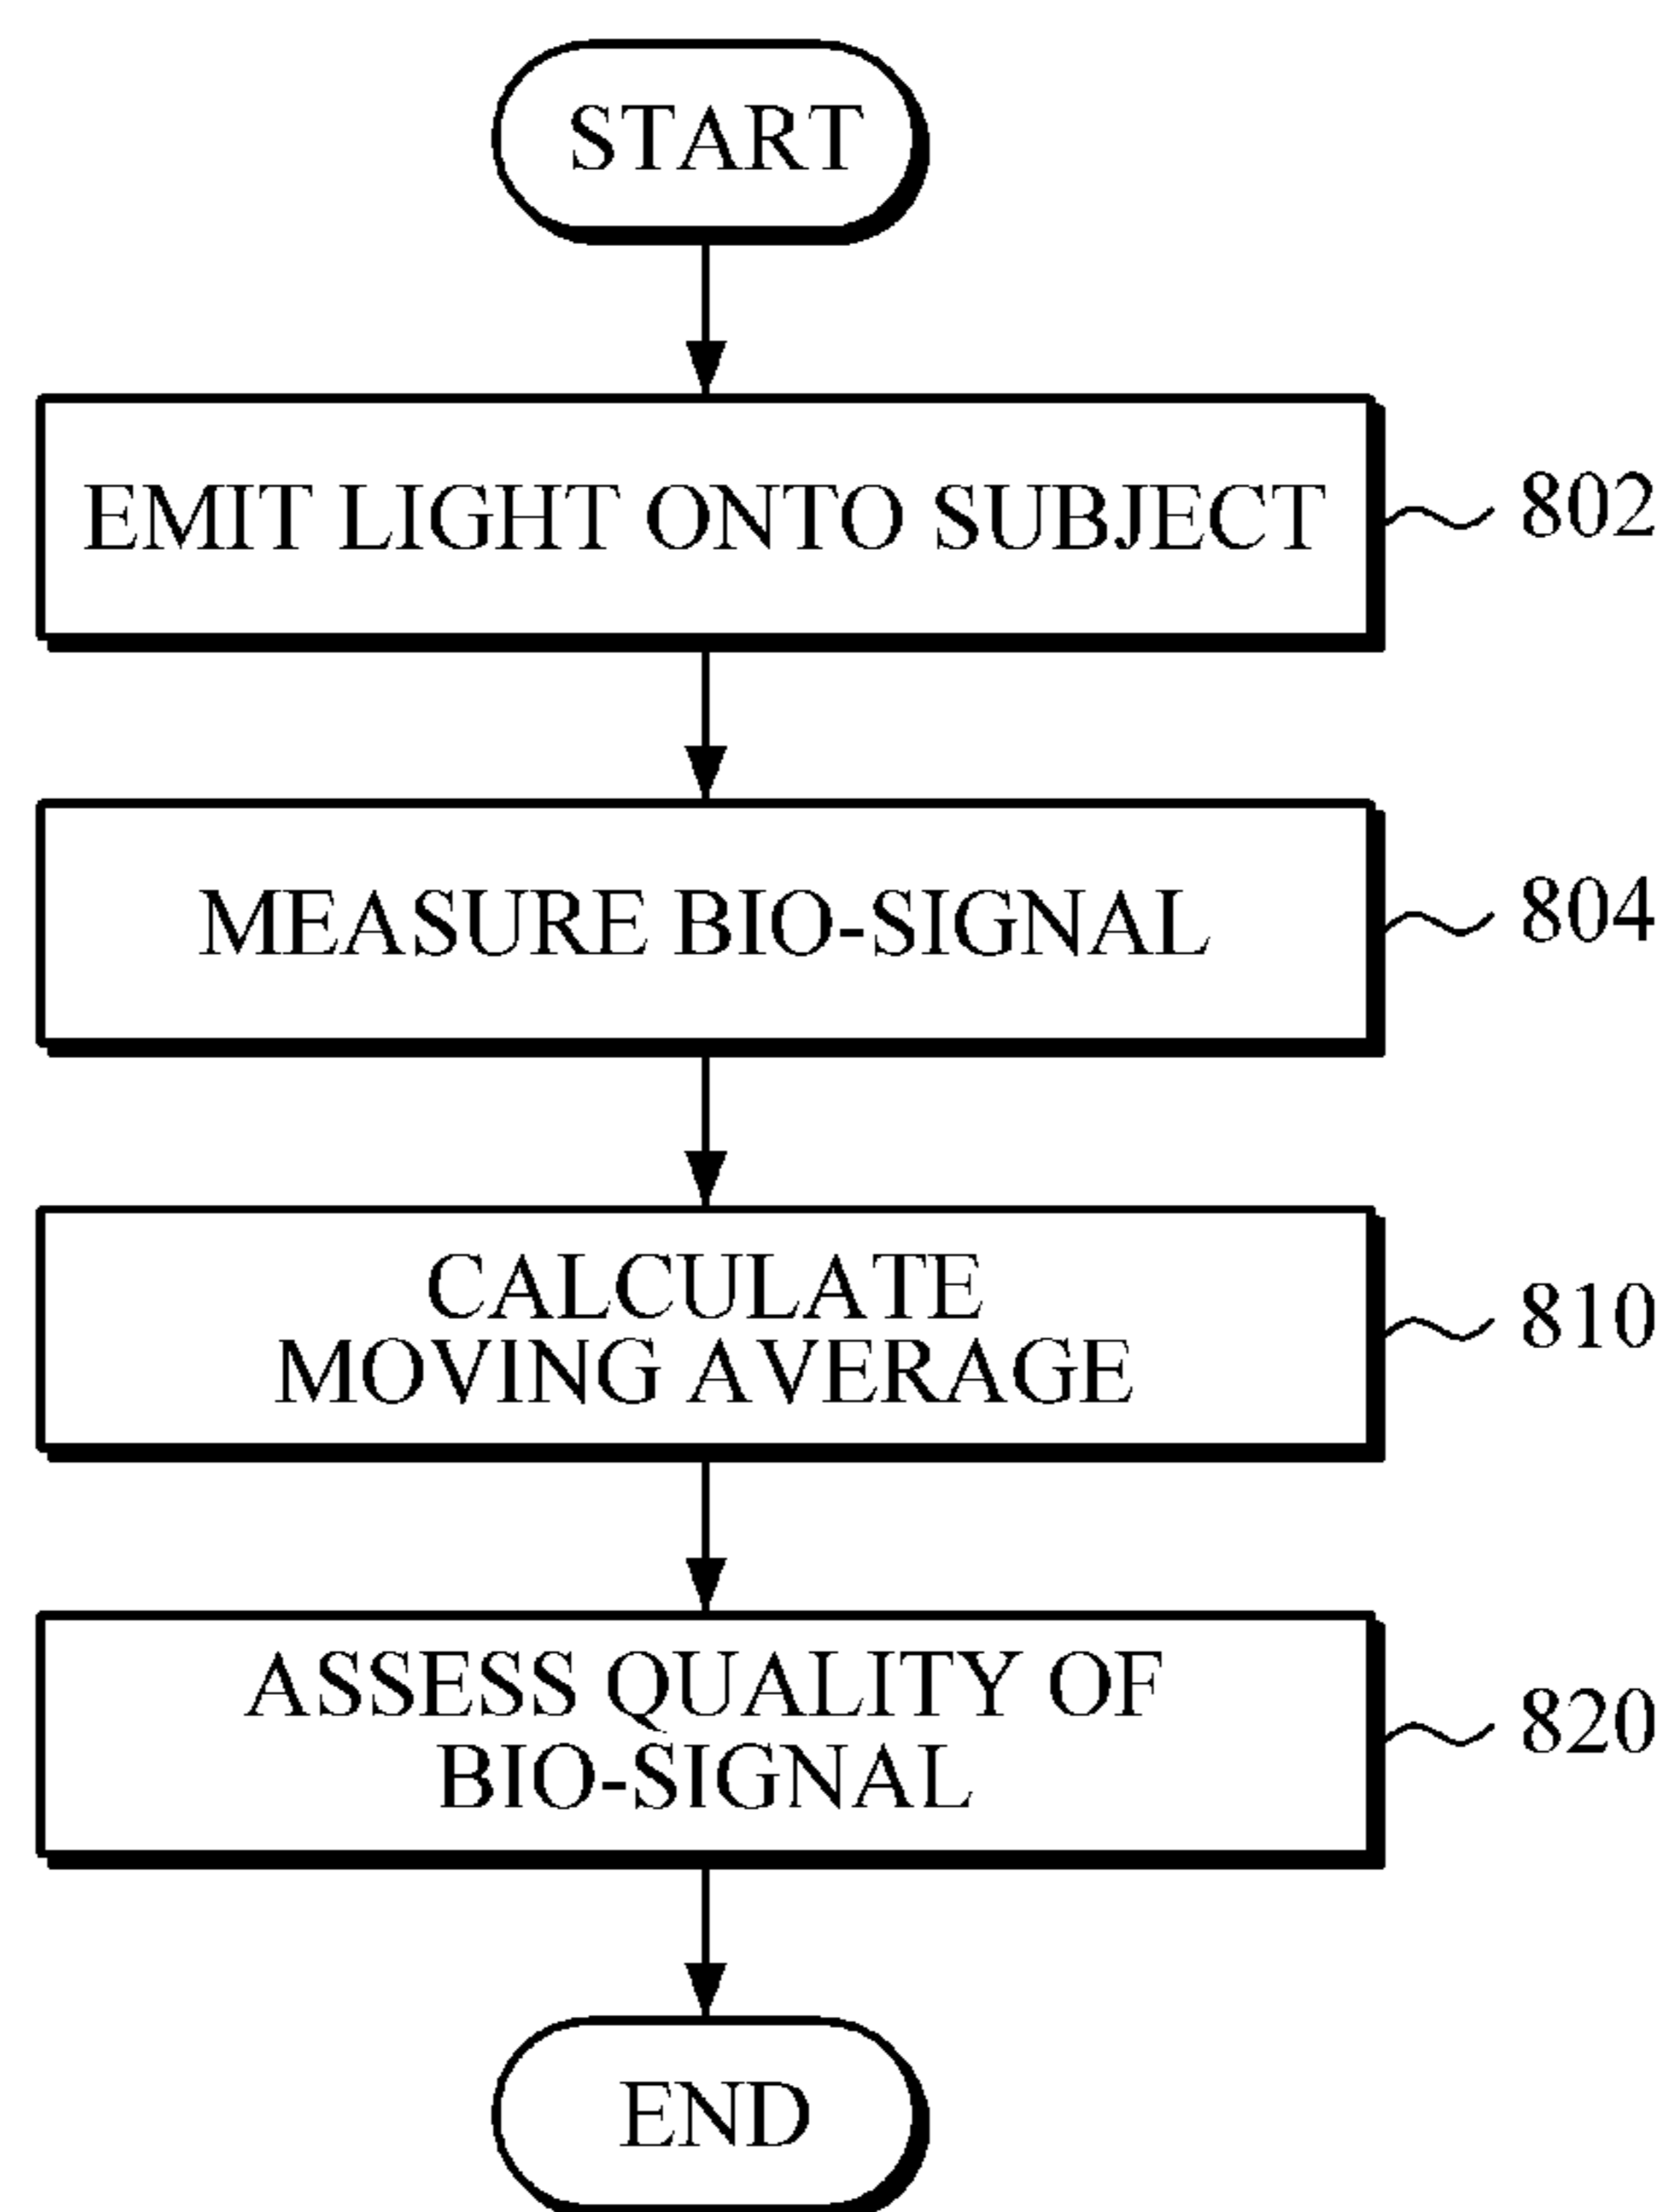 START
EMIT LIGHT ONTO SUBJECT
802
MEASURE BIO-SIGNAL
804
CALCULATE
MOVING AVERAGE
810
ASSESS QUALITY OF
BIO-SIGNAL
820
END